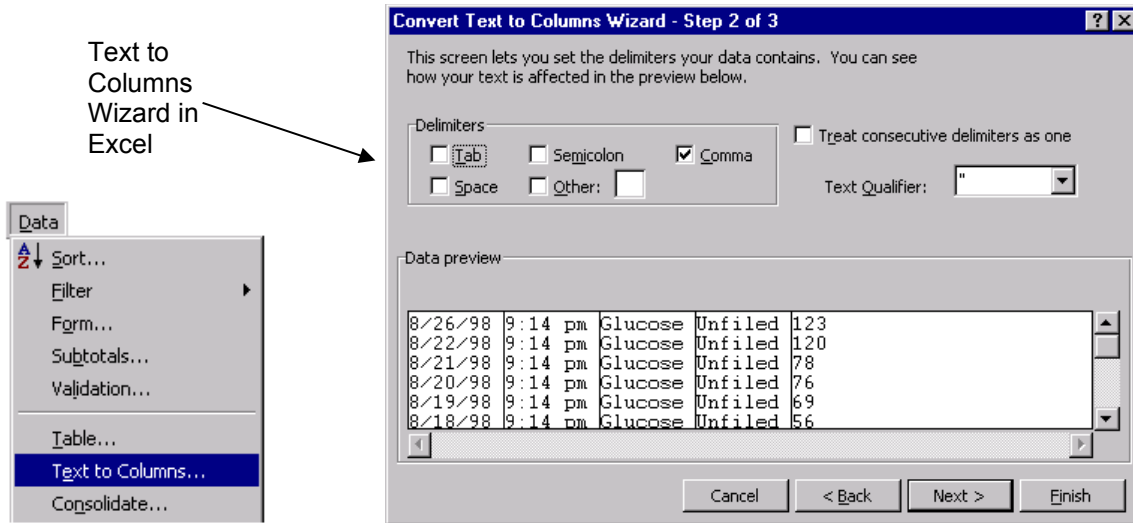 Text to
Columns
Wizard in
Excel
Data
Sort...
Filter
Form...
Subtotals...
Validation...
Table...
Text to Columns...
Consolidate...
Convert Text to Columns Wizard - Step 2 of 3
This screen lets you set the delimiters your data contains. You can see
how your text is affected in the preview below.
Delimiters
Tab Semicolon Comma
Space Other:
Treat consecutive delimiters as one
Text Qualifier: "
Data preview
8/26/98 9:14 pm Glucose Unfiled 123
8/22/98 9:14 pm Glucose Unfiled 120
8/21/98 9:14 pm Glucose Unfiled 78
8/20/98 9:14 pm Glucose Unfiled 76
8/19/98 9:14 pm Glucose Unfiled 69
8/18/98 9:14 pm Glucose Unfiled 56
Cancel < Back Next > Finish